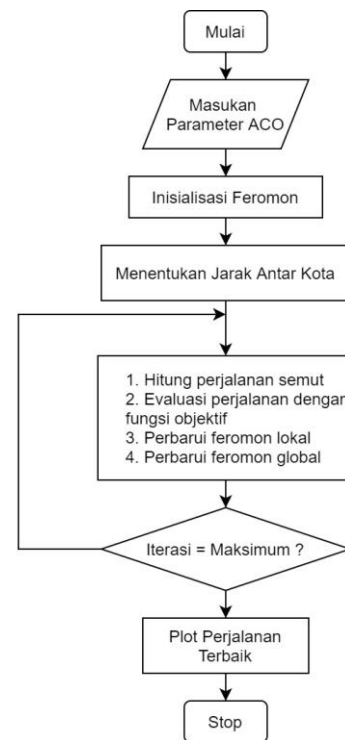 Mulai
Masukan
Parameter ACO
Inisialisasi Feromon
Menentukan Jarak Antar Kota
1. Hitung perjalanan semut
2. Evaluasi perjalanan dengan
fungsi objektif
3. Perbarui feromon lokal
4. Perbarui feromon global
Iterasi = Maksimum ?
Plot Perjalanan
Terbaik
Stop